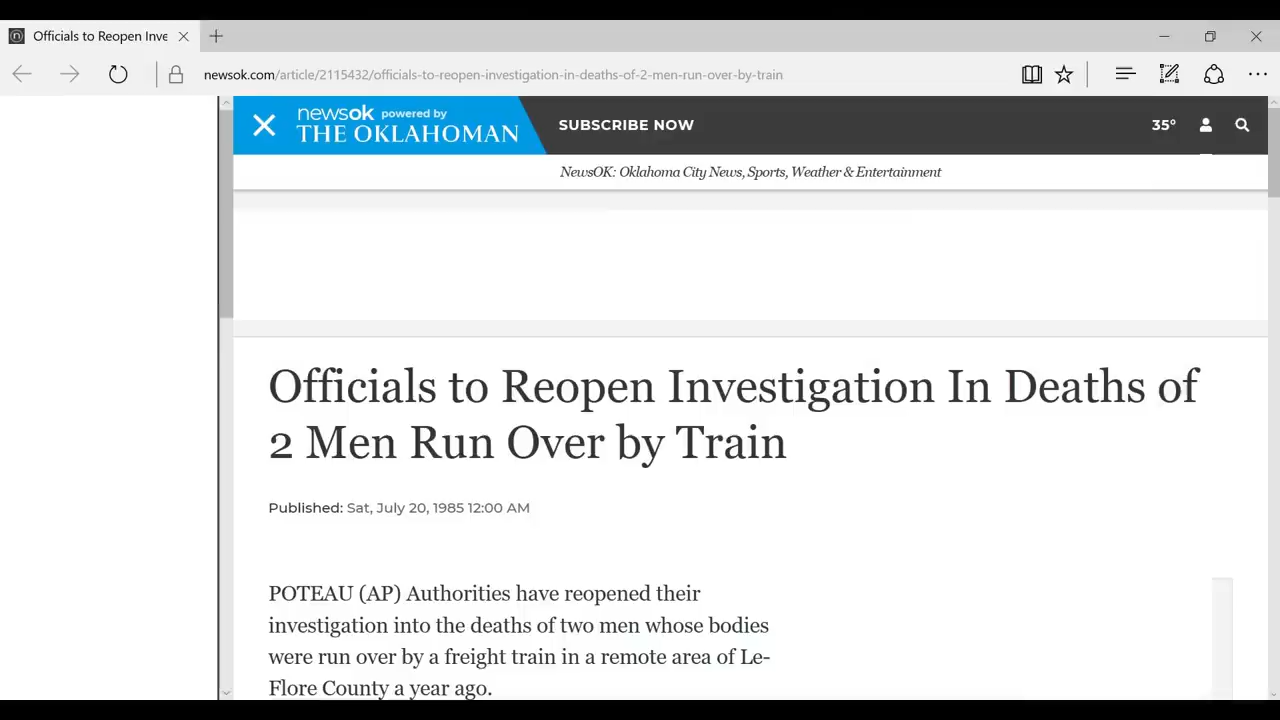 Officials to Reopen Inve
newsok.com/article/2115432/officials-to-reopen-investigation-in-deaths-of-2-men-run-over-by-train
newsok powered by
THE OKLAHOMAN
SUBSCRIBE NOW
35°
NewsOK: Oklahoma City News, Sports, Weather & Entertainment
Officials to Reopen Investigation In Deaths of
2 Men Run Over by Train
Published: Sat, July 20, 1985 12:00 AM
POTEAU (AP) Authorities have reopened their
investigation into the deaths of two men whose bodies
were run over by a freight train in a remote area of Le-
Flore County a year ago.